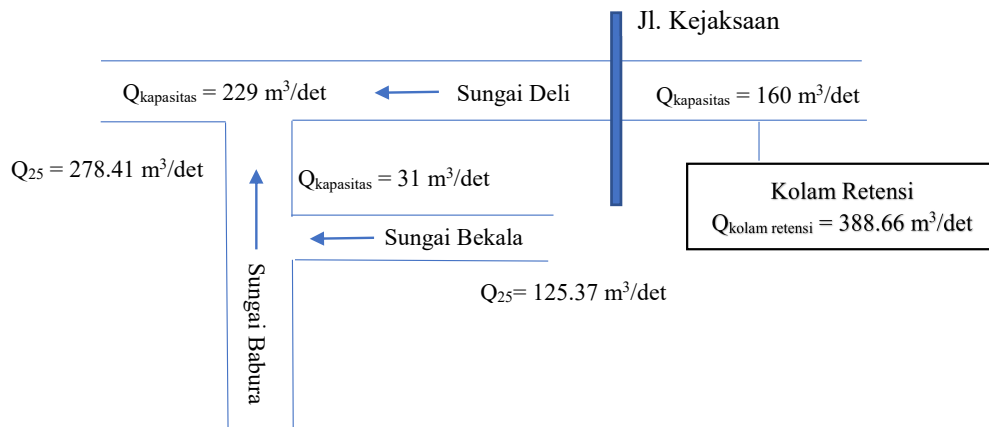 Jl. Kejaksaan
Qkapasitas = 229 m³/det
Sungai Deli
Qkapasitas = 160 m³/det
Q25 = 278.41 m³/det
Qkapasitas = 31 m³/det
Kolam Retensi
Qkolam retensi = 388.66 m³/det
Sungai Bekala
Sungai Babura
Q25= 125.37 m³/det